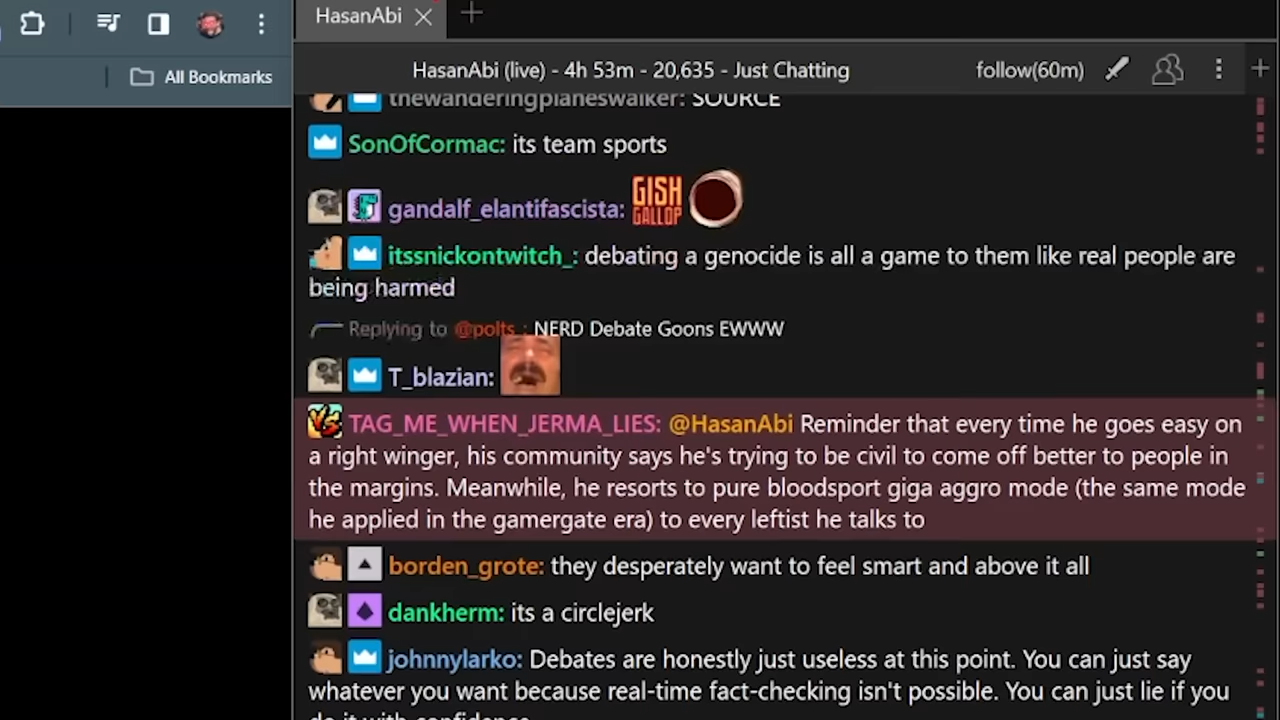 HasanAbi
All Bookmarks
HasanAbi (live) - 4h 53m - 20,635 - Just Chatting
follow(60m)
thewanderingplaneswalker: SOURCE
SonOfCormac: its team sports
gandalf_elantifascista: GISH GALLOP
itssnickontwitch_: debating a genocide is all a game to them like real people are
being harmed
Replying to @polts : NERD Debate Goons EWWW
T_blazian:
TAG_ME_WHEN_JERMA_LIES: @HasanAbi Reminder that every time he goes easy on
a right winger, his community says he's trying to be civil to come off better to people in
the margins. Meanwhile, he resorts to pure bloodsport giga aggro mode (the same mode
he applied in the gamergate era) to every leftist he talks to
borden_grote: they desperately want to feel smart and above it all
dankherm: its a circlejerk
johnnylarko: Debates are honestly just useless at this point. You can just say
whatever you want because real-time fact-checking isn't possible. You can just lie if you
do it with confidence